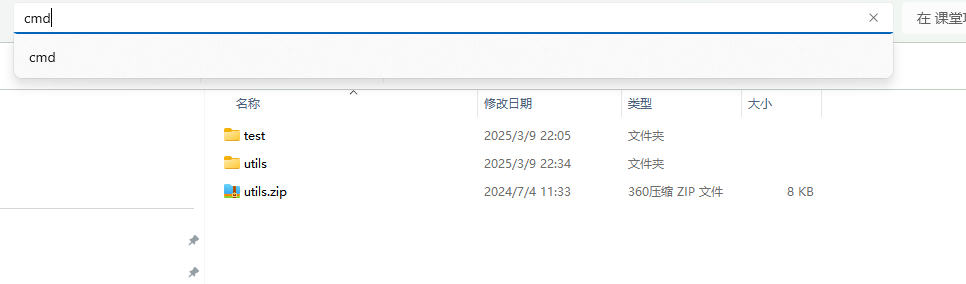 cmd
在 课堂
cmd
名称 修改日期 类型 大小
test 2025/3/9 22:05 文件夹
utils 2025/3/9 22:34 文件夹
utils.zip 2024/7/4 11:33 360压缩 ZIP 文件 8 KB